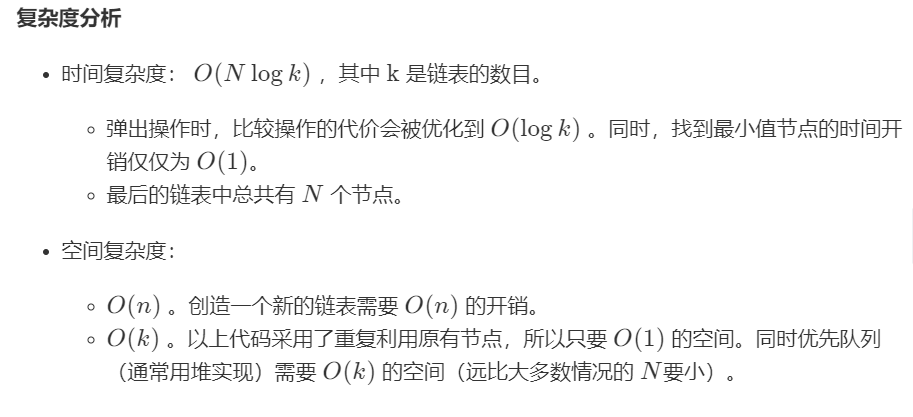 复杂度分析
• 时间复杂度： O(N log k) ，其中 k 是链表的数目。
◦ 弹出操作时，比较操作的代价会被优化到 O(log k) 。同时，找到最小值节点的时间开
销仅仅为 O(1)。
◦ 最后的链表中总共有 N 个节点。
• 空间复杂度：
◦ O(n) 。创造一个新的链表需要 O(n) 的开销。
◦ O(k) 。以上代码采用了重复利用原有节点，所以只要 O(1) 的空间。同时优先队列
（通常用堆实现）需要 O(k) 的空间（远比大多数情况的 N要小）。